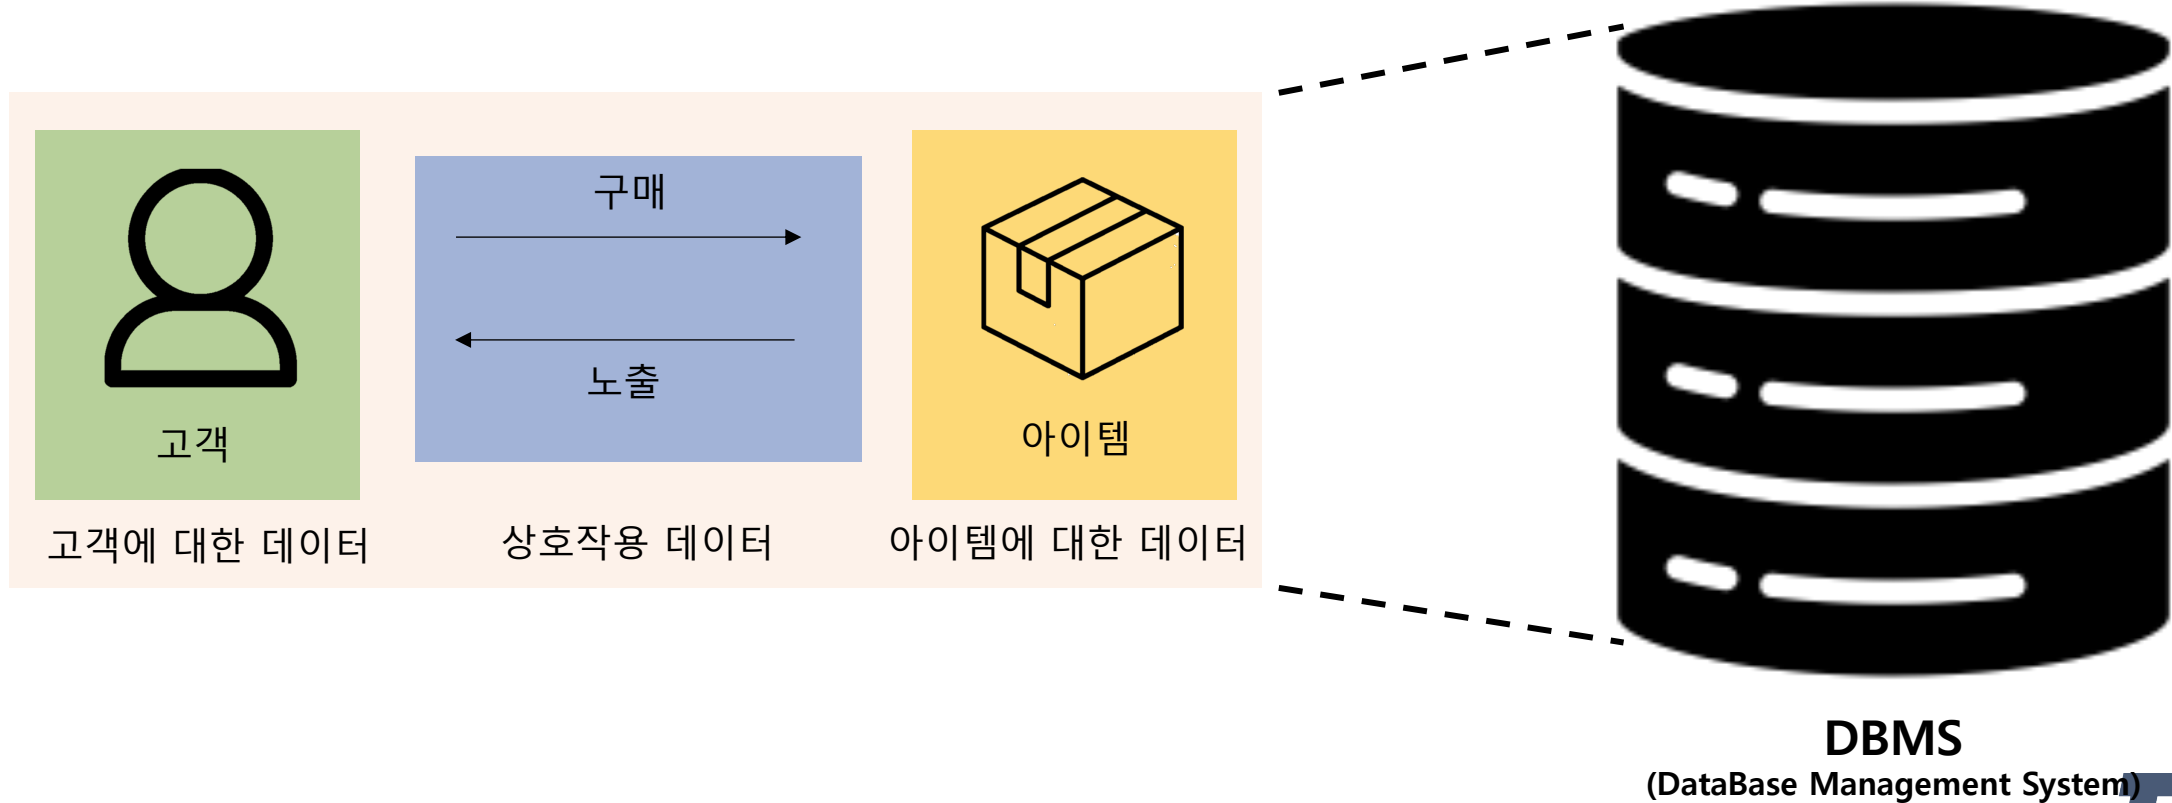 구매
노출
고객
아이템
고객에 대한 데이터
상호작용 데이터
아이템에 대한 데이터
DBMS
(DataBase Management System)